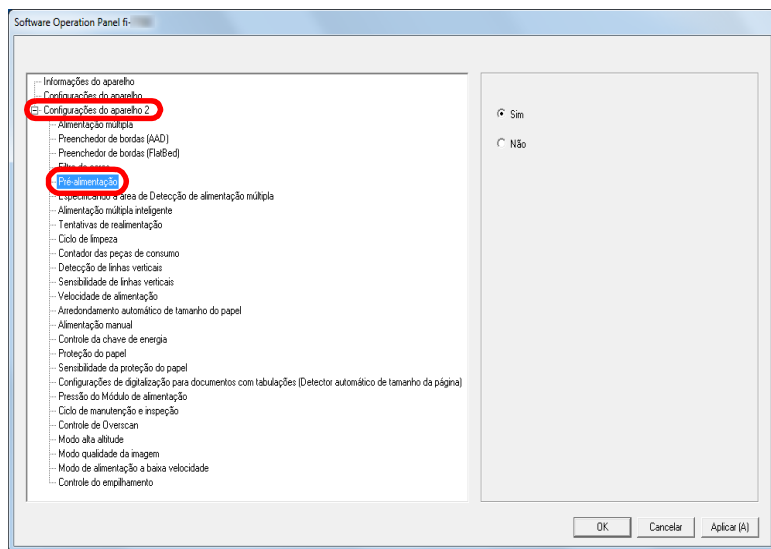 Software Operation Panel fi-
Informações do aparelho
Configurações do aparelho
Configurações do aparelho 2
Alimentação múltipla
Preenchedor de bordas (AAD)
Preenchedor de bordas (FlatBed)
Filtro de cores
Pré-alimentação
Especificando a área de Detecção de alimentação múltipla
Alimentação múltipla inteligente
Tentativas de realimentação
Ciclo de limpeza
Contador das peças de consumo
Detecção de linhas verticais
Sensibilidade de linhas verticais
Velocidade de alimentação
Arredondamento automático de tamanho do papel
Alimentação manual
Controle da chave de energia
Proteção do papel
Sensibilidade da proteção do papel
Configurações de digitalização para documentos com tabulações (Detector automático de tamanho da página)
Pressão do Módulo de alimentação
Ciclo de manutenção e inspeção
Controle de Overscan
Modo alta altitude
Modo qualidade da imagem
Modo de alimentação a baixa velocidade
Controle do empilhamento
Sim
Não
OK Cancelar Aplicar (A)